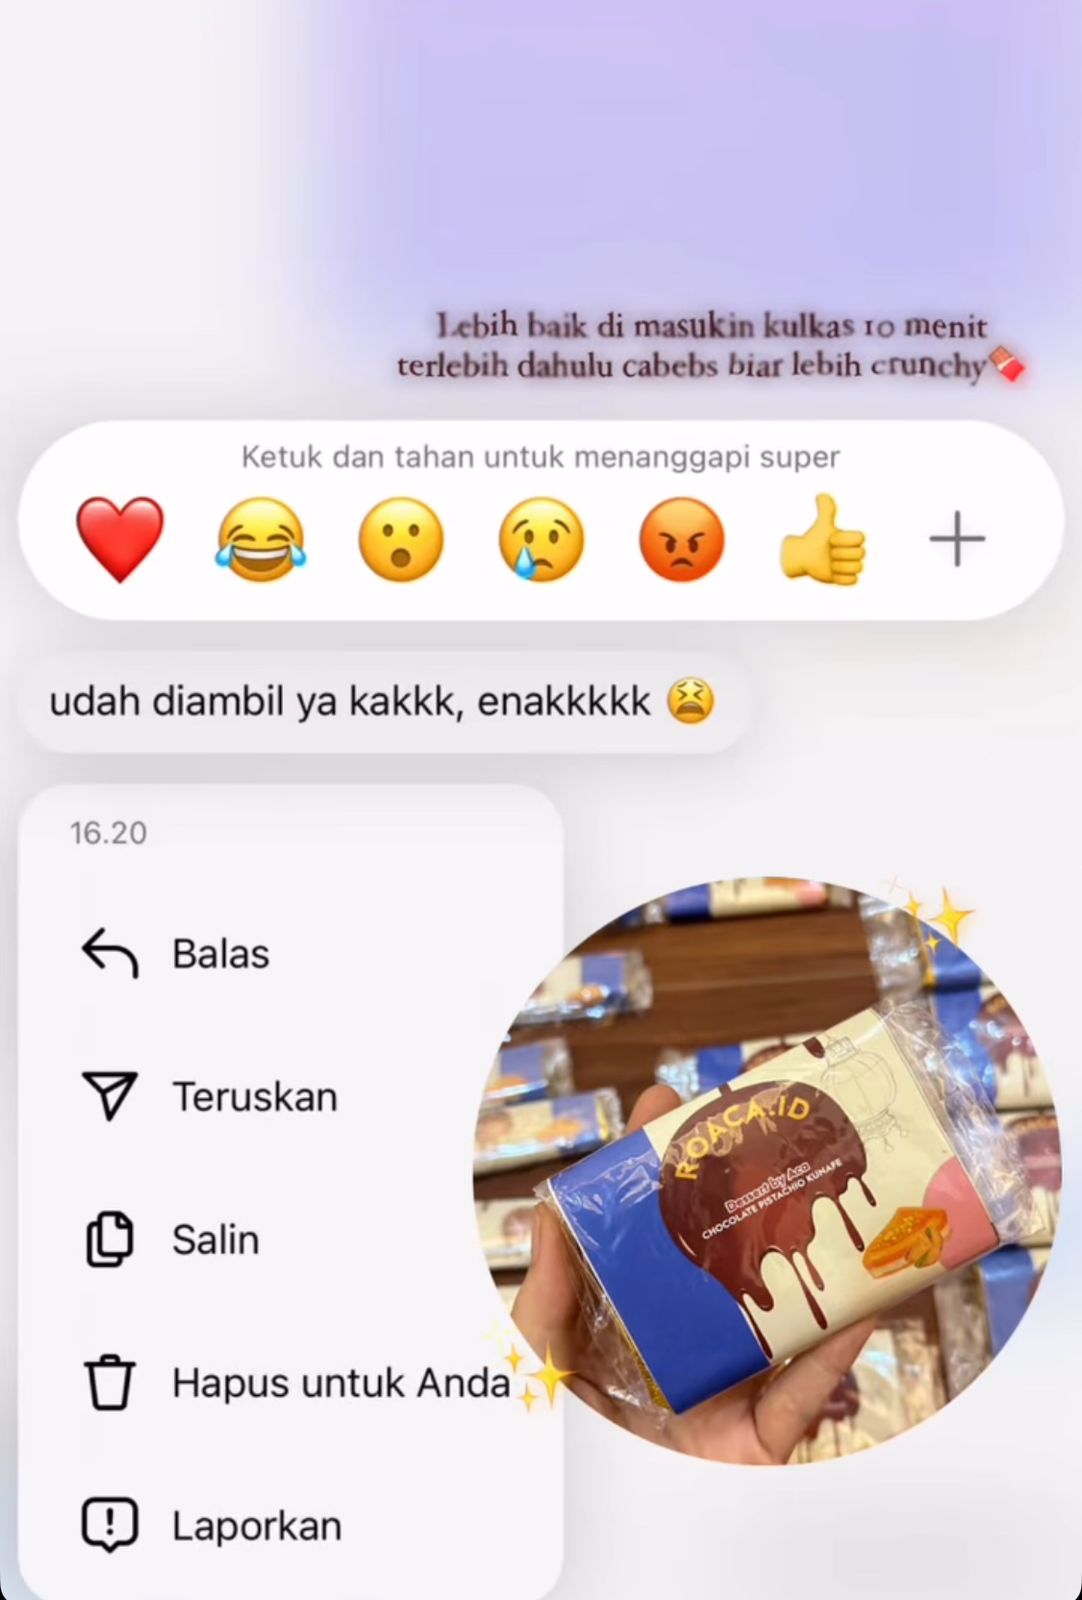 Lebih baik di masukin kulkas 10 menit
terlebih dahulu cabebs biar lebih crunchy
Ketuk dan tahan untuk menanggapi super
udah diambil ya kakkk, enakkkkk
16.20
Balas
Teruskan
Salin
Hapus untuk Anda
Laporkan
ROACA.ID
Dessert by Aca
CHOCOLATE PISTACHIO KUNAFE